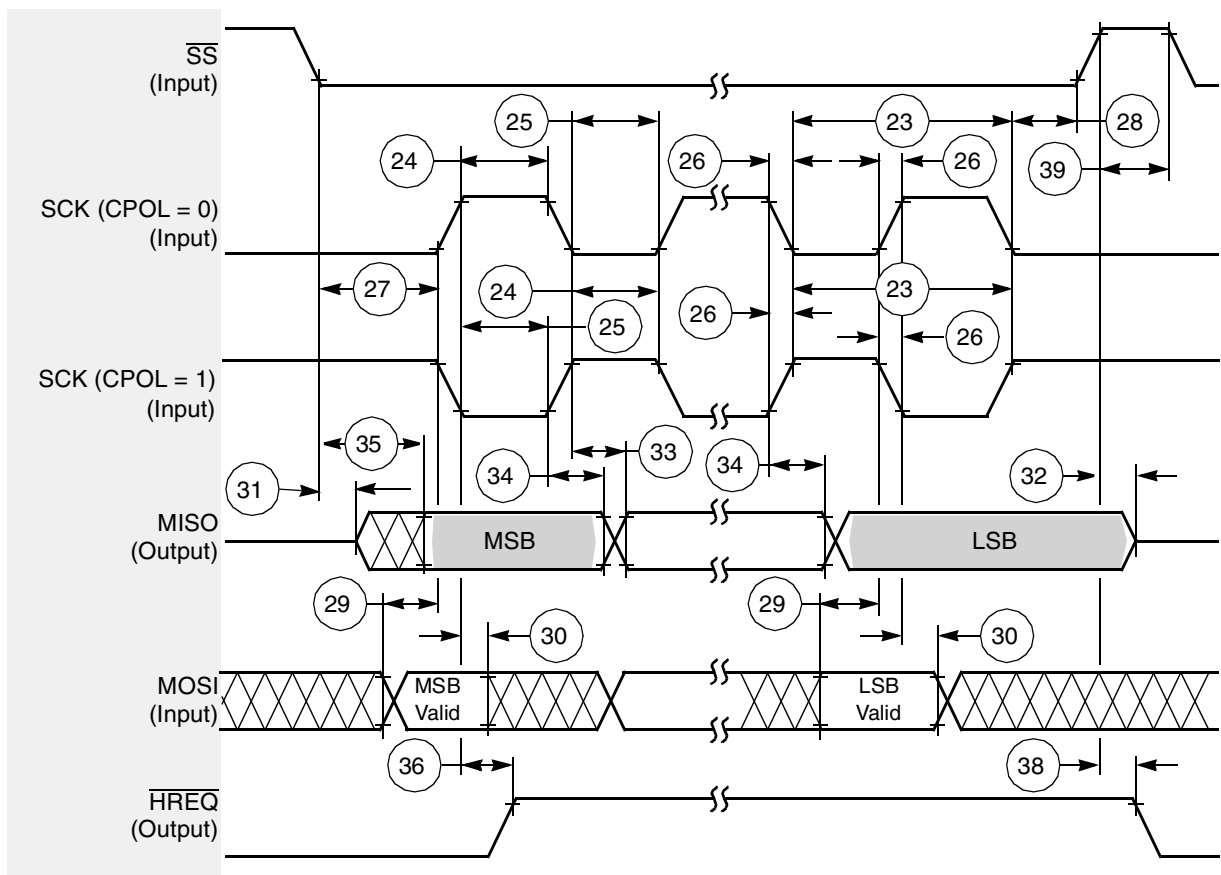 SS
(Input)
25
23
28
24
26
26
39
SCK (CPOL = 0)
(Input)
27
24
23
25
26
26
SCK (CPOL = 1)
(Input)
35
33
34
34
31
32
MISO
(Output)
MSB
LSB
29
29
30
30
MOSI
(Input)
MSB
Valid
LSB
Valid
36
38
HREQ
(Output)